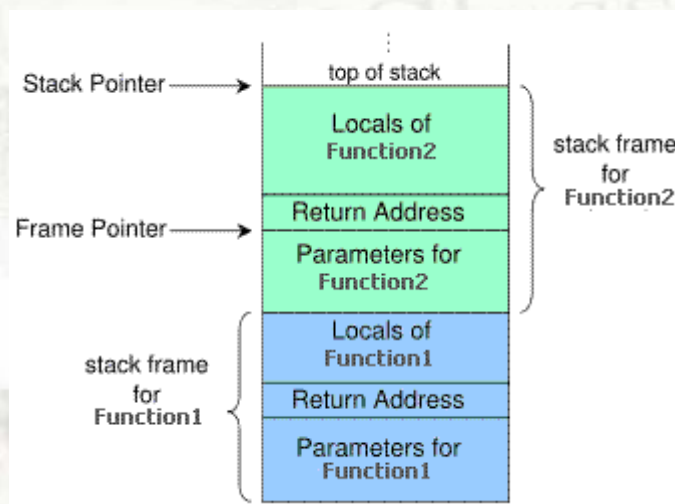 top of stack
Stack Pointer
Locals of
Function2
stack frame
for
Function2
Return Address
Frame Pointer
Parameters for
Function2
Locals of
Function1
stack frame
for
Function1
Return Address
Parameters for
Function1